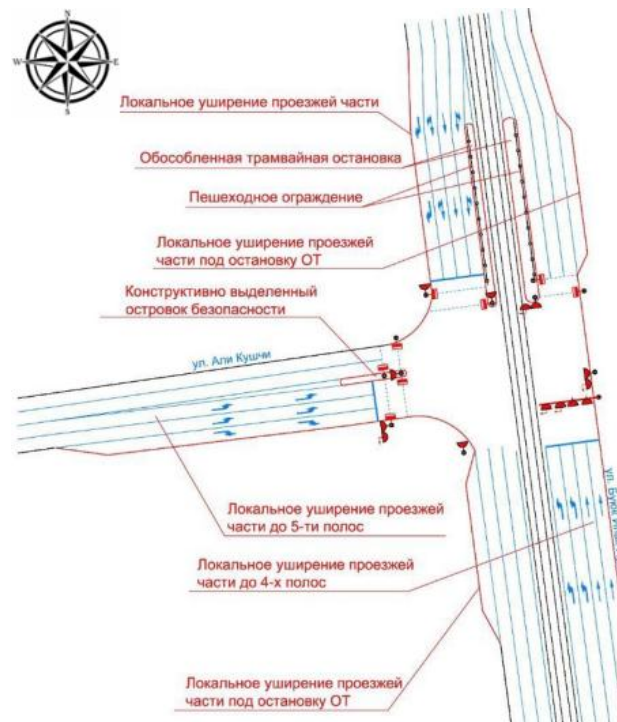 N
W
E
S
Локальное уширение проезжей части
Обособленная трамвайная остановка
Пешеходное ограждение
Локальное уширение проезжей
части под остановку ОТ
Конструктивно выделенный
островок безопасности
ул. Али Кушчи
Локальное уширение проезжей
части до 5-ти полос
Локальное уширение проезжей
части до 4-х полос
ул. Буюк
Локальное уширение проезжей
части под остановку ОТ